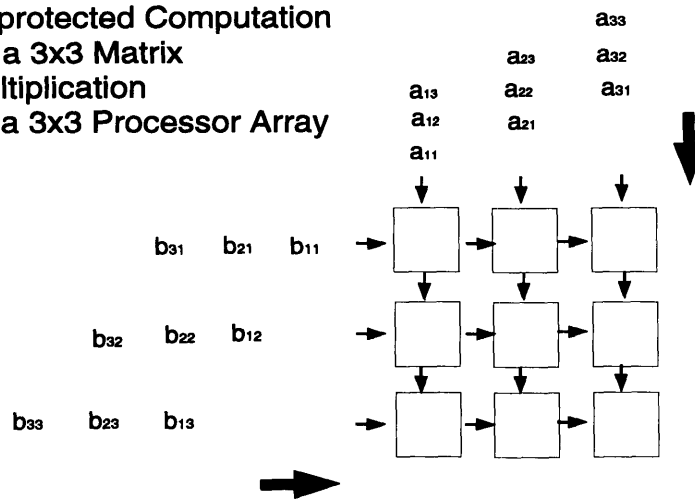 protected Computation
a 3x3 Matrix
ltiplication
a 3x3 Processor Array
a33
a23 a32
a13 a22 a31
a12 a21
a11
b31 b21 b11
b32 b22 b12
b33 b23 b13